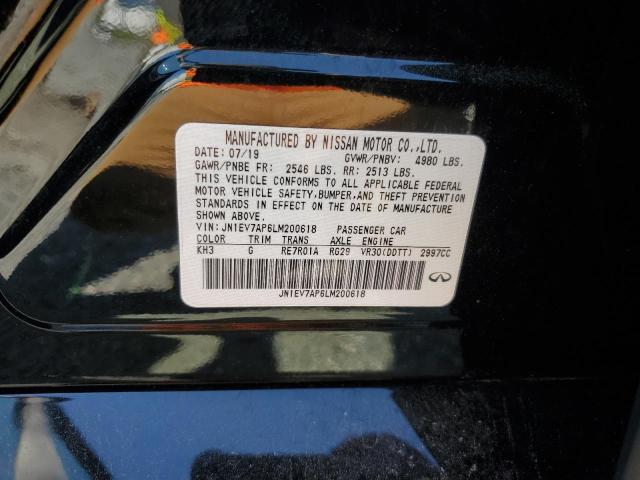 MANUFACTURED BY NISSAN MOTOR CO.,LTD.
DATE: 07/19 GVWR/PNBV: 4980 LBS.
GAWR/PNBE FR: 2546 LBS. RR: 2513 LBS.
THIS VEHICLE CONFORMS TO ALL APPLICABLE FEDERAL
MOTOR VEHICLE SAFETY,BUMPER,AND THEFT PREVENTION
STANDARDS IN EFFECT ON THE DATE OF MANUFACTURE
SHOWN ABOVE.
VIN: JN1EV7AP6LM200618 PASSENGER CAR
COLOR TRIM TRANS AXLE ENGINE
KH3 G RE7R01A RG29 VR30(DDTT) 2997CC
JN1EV7AP6LM200618